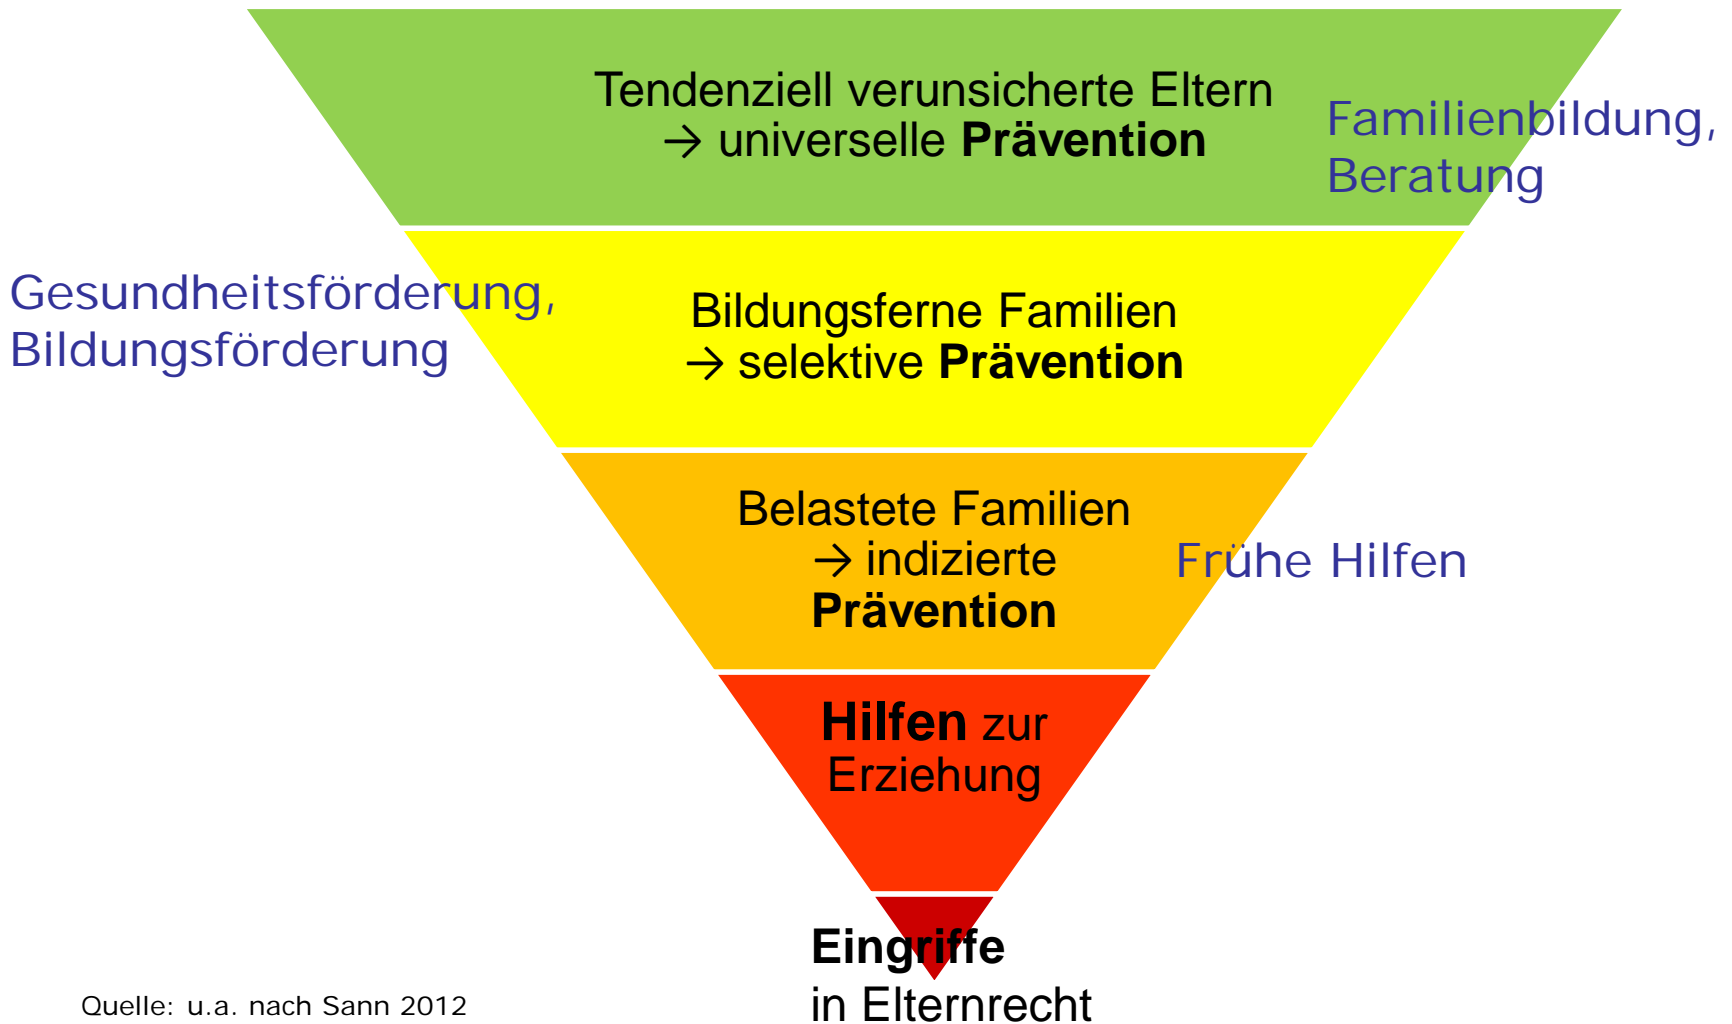 Tendenziell verunsicherte Eltern
→ universelle Prävention
Familienbildung,
Beratung
Gesundheitsförderung,
Bildungsförderung
Bildungsferne Familien
→ selektive Prävention
Belastete Familien
→ indizierte
Prävention
Frühe Hilfen
Hilfen zur
Erziehung
Eingriffe
in Elternrecht
Quelle: u.a. nach Sann 2012